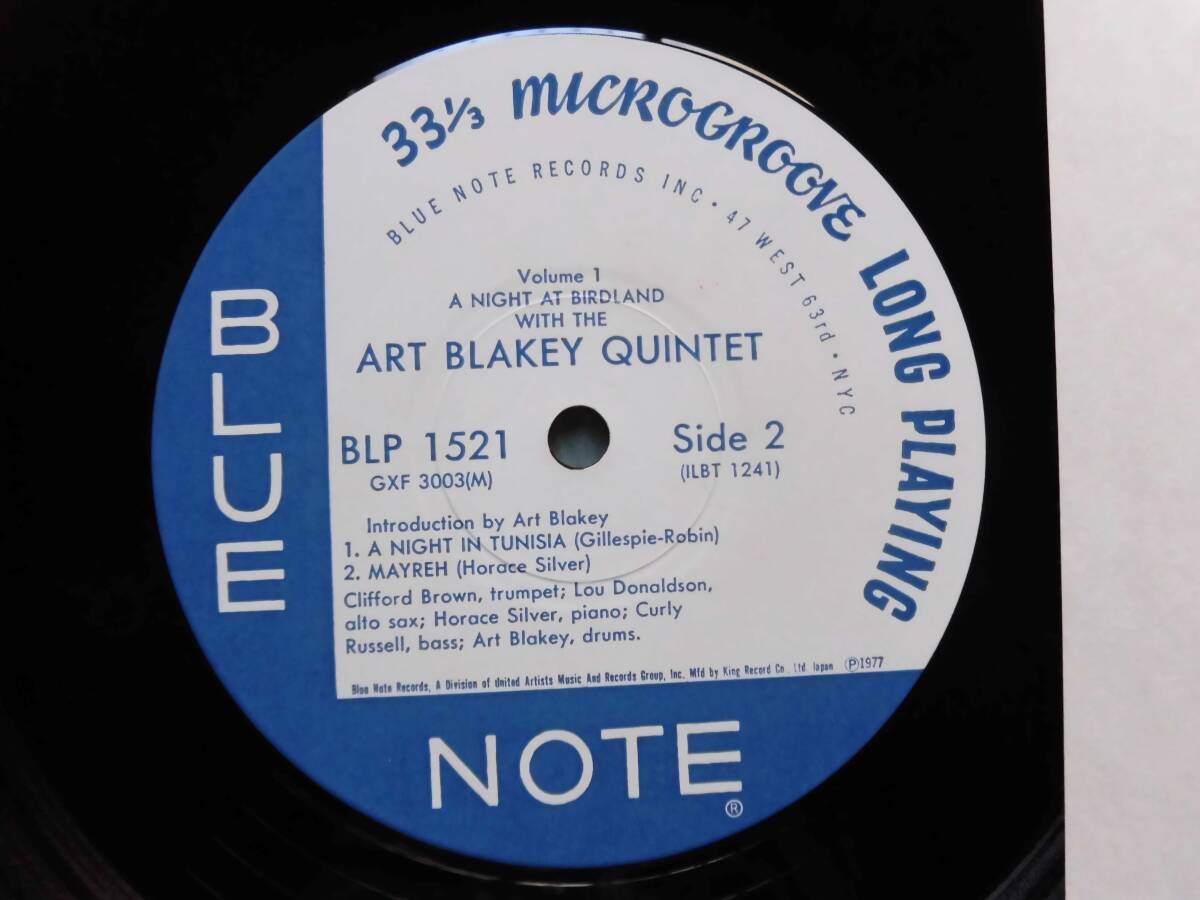 33⅓ MICROGROOVE LONG PLAYING
BLUE NOTE RECORDS INC • 47 WEST 63rd • NYC
Volume 1
A NIGHT AT BIRDLAND
WITH THE
ART BLAKEY QUINTET
BLP 1521
GXF 3003(M)
Side 2
(ILBT 1241)
Introduction by Art Blakey
1. A NIGHT IN TUNISIA (Gillespie-Robin)
2. MAYREH (Horace Silver)
Clifford Brown, trumpet; Lou Donaldson,
alto sax; Horace Silver, piano; Curly
Russell, bass; Art Blakey, drums.
Blue Note Records, A Division of United Artists Music And Records Group, Inc. Mfd by King Record Co., Ltd. Japan ℗1977
BLUE
NOTE
®